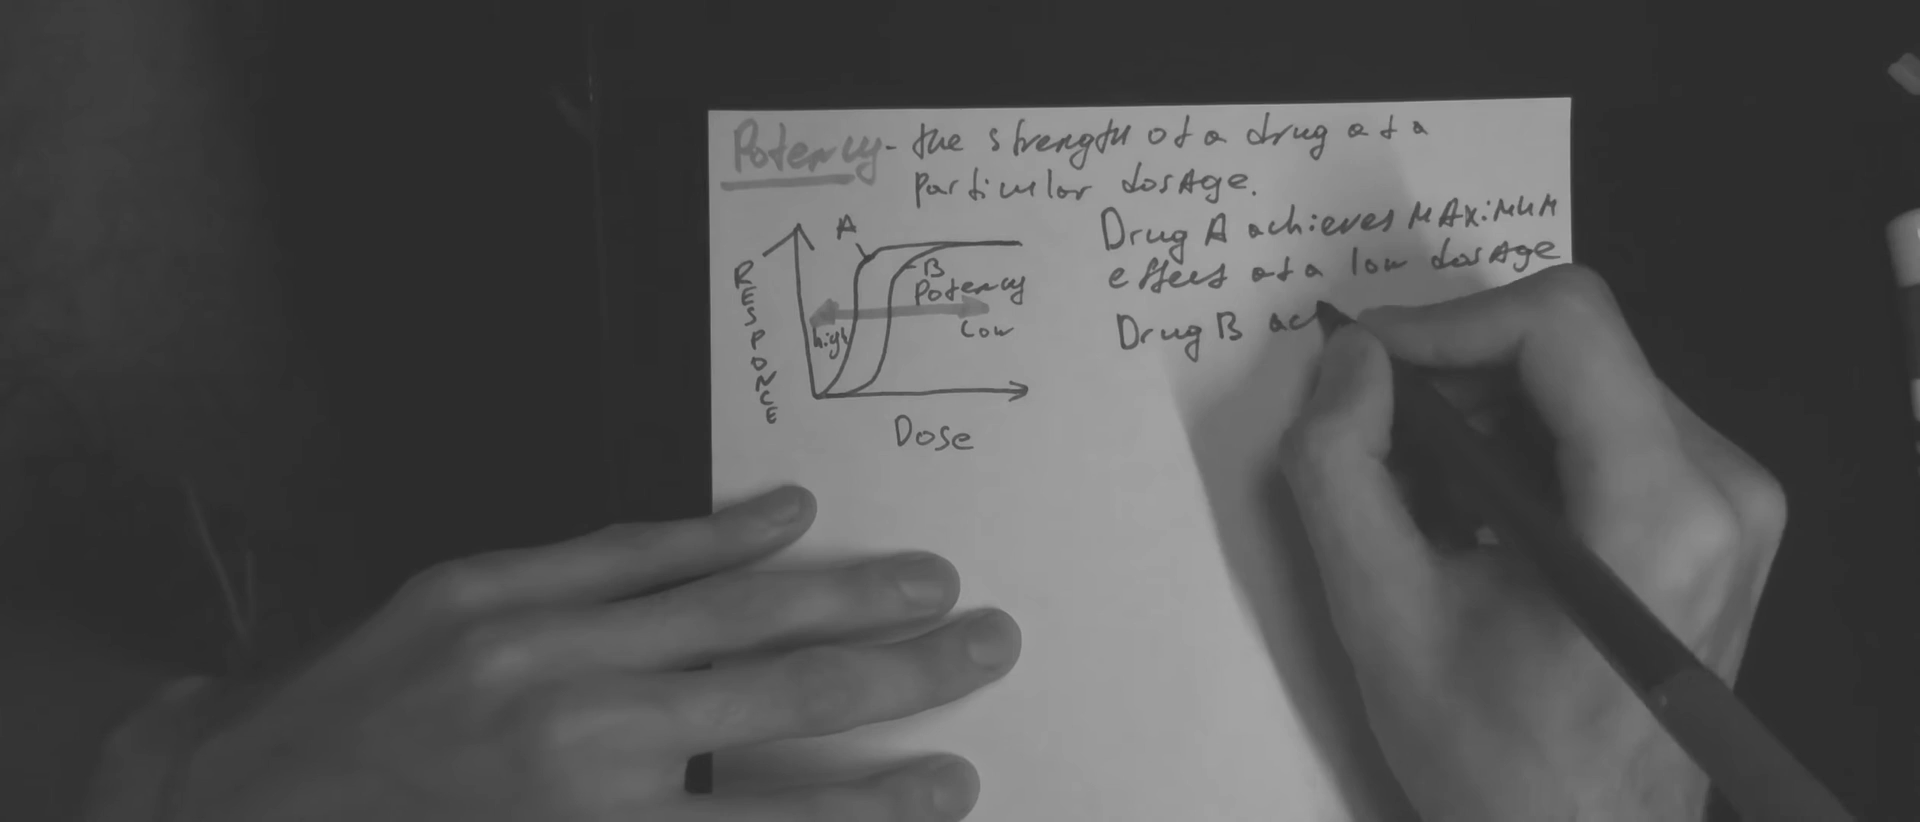 Potency - the strength of a drug at a
particular dosAge.
Drug A achieves MAXiMUM
effect at a low dosAge
Drug B ac
A
B
Potency
high
Low
RESPONCE
Dose